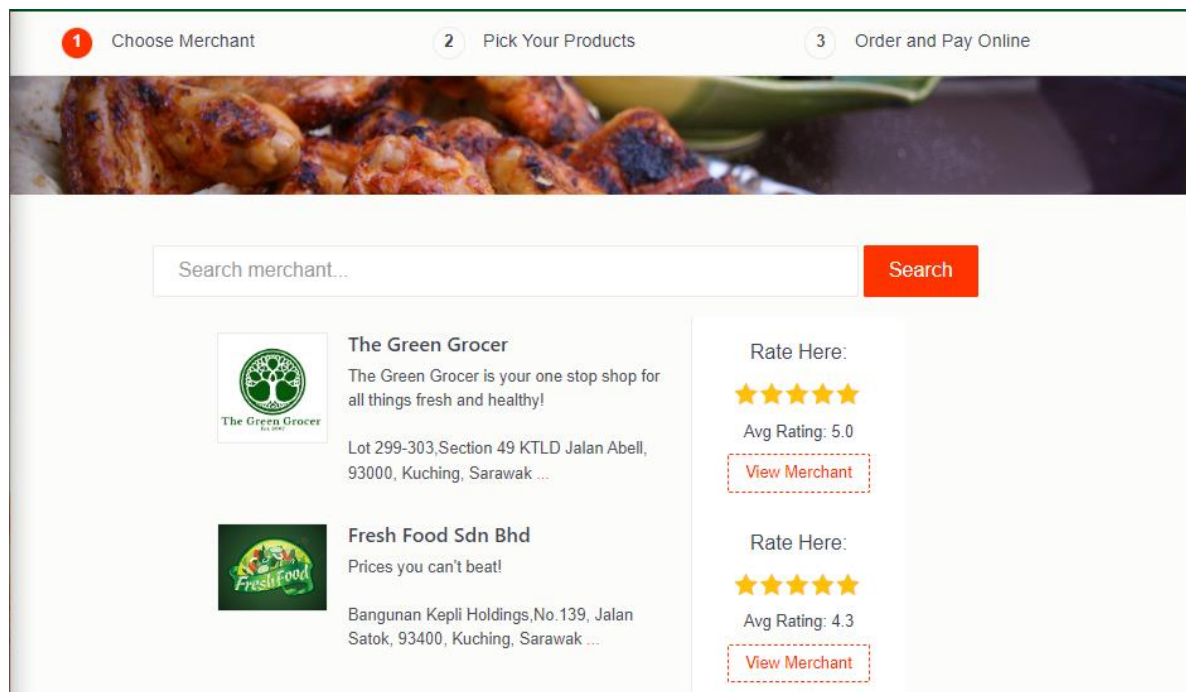 1 Choose Merchant
2 Pick Your Products
3 Order and Pay Online
Search merchant...
Search
The Green Grocer
The Green Grocer
The Green Grocer is your one stop shop for
all things fresh and healthy!
Lot 299-303,Section 49 KTLD Jalan Abell,
93000, Kuching, Sarawak ...
Rate Here:
Avg Rating: 5.0
View Merchant
Fresh Food
Fresh Food Sdn Bhd
Prices you can't beat!
Bangunan Kepli Holdings,No.139, Jalan
Satok, 93400, Kuching, Sarawak ...
Rate Here:
Avg Rating: 4.3
View Merchant